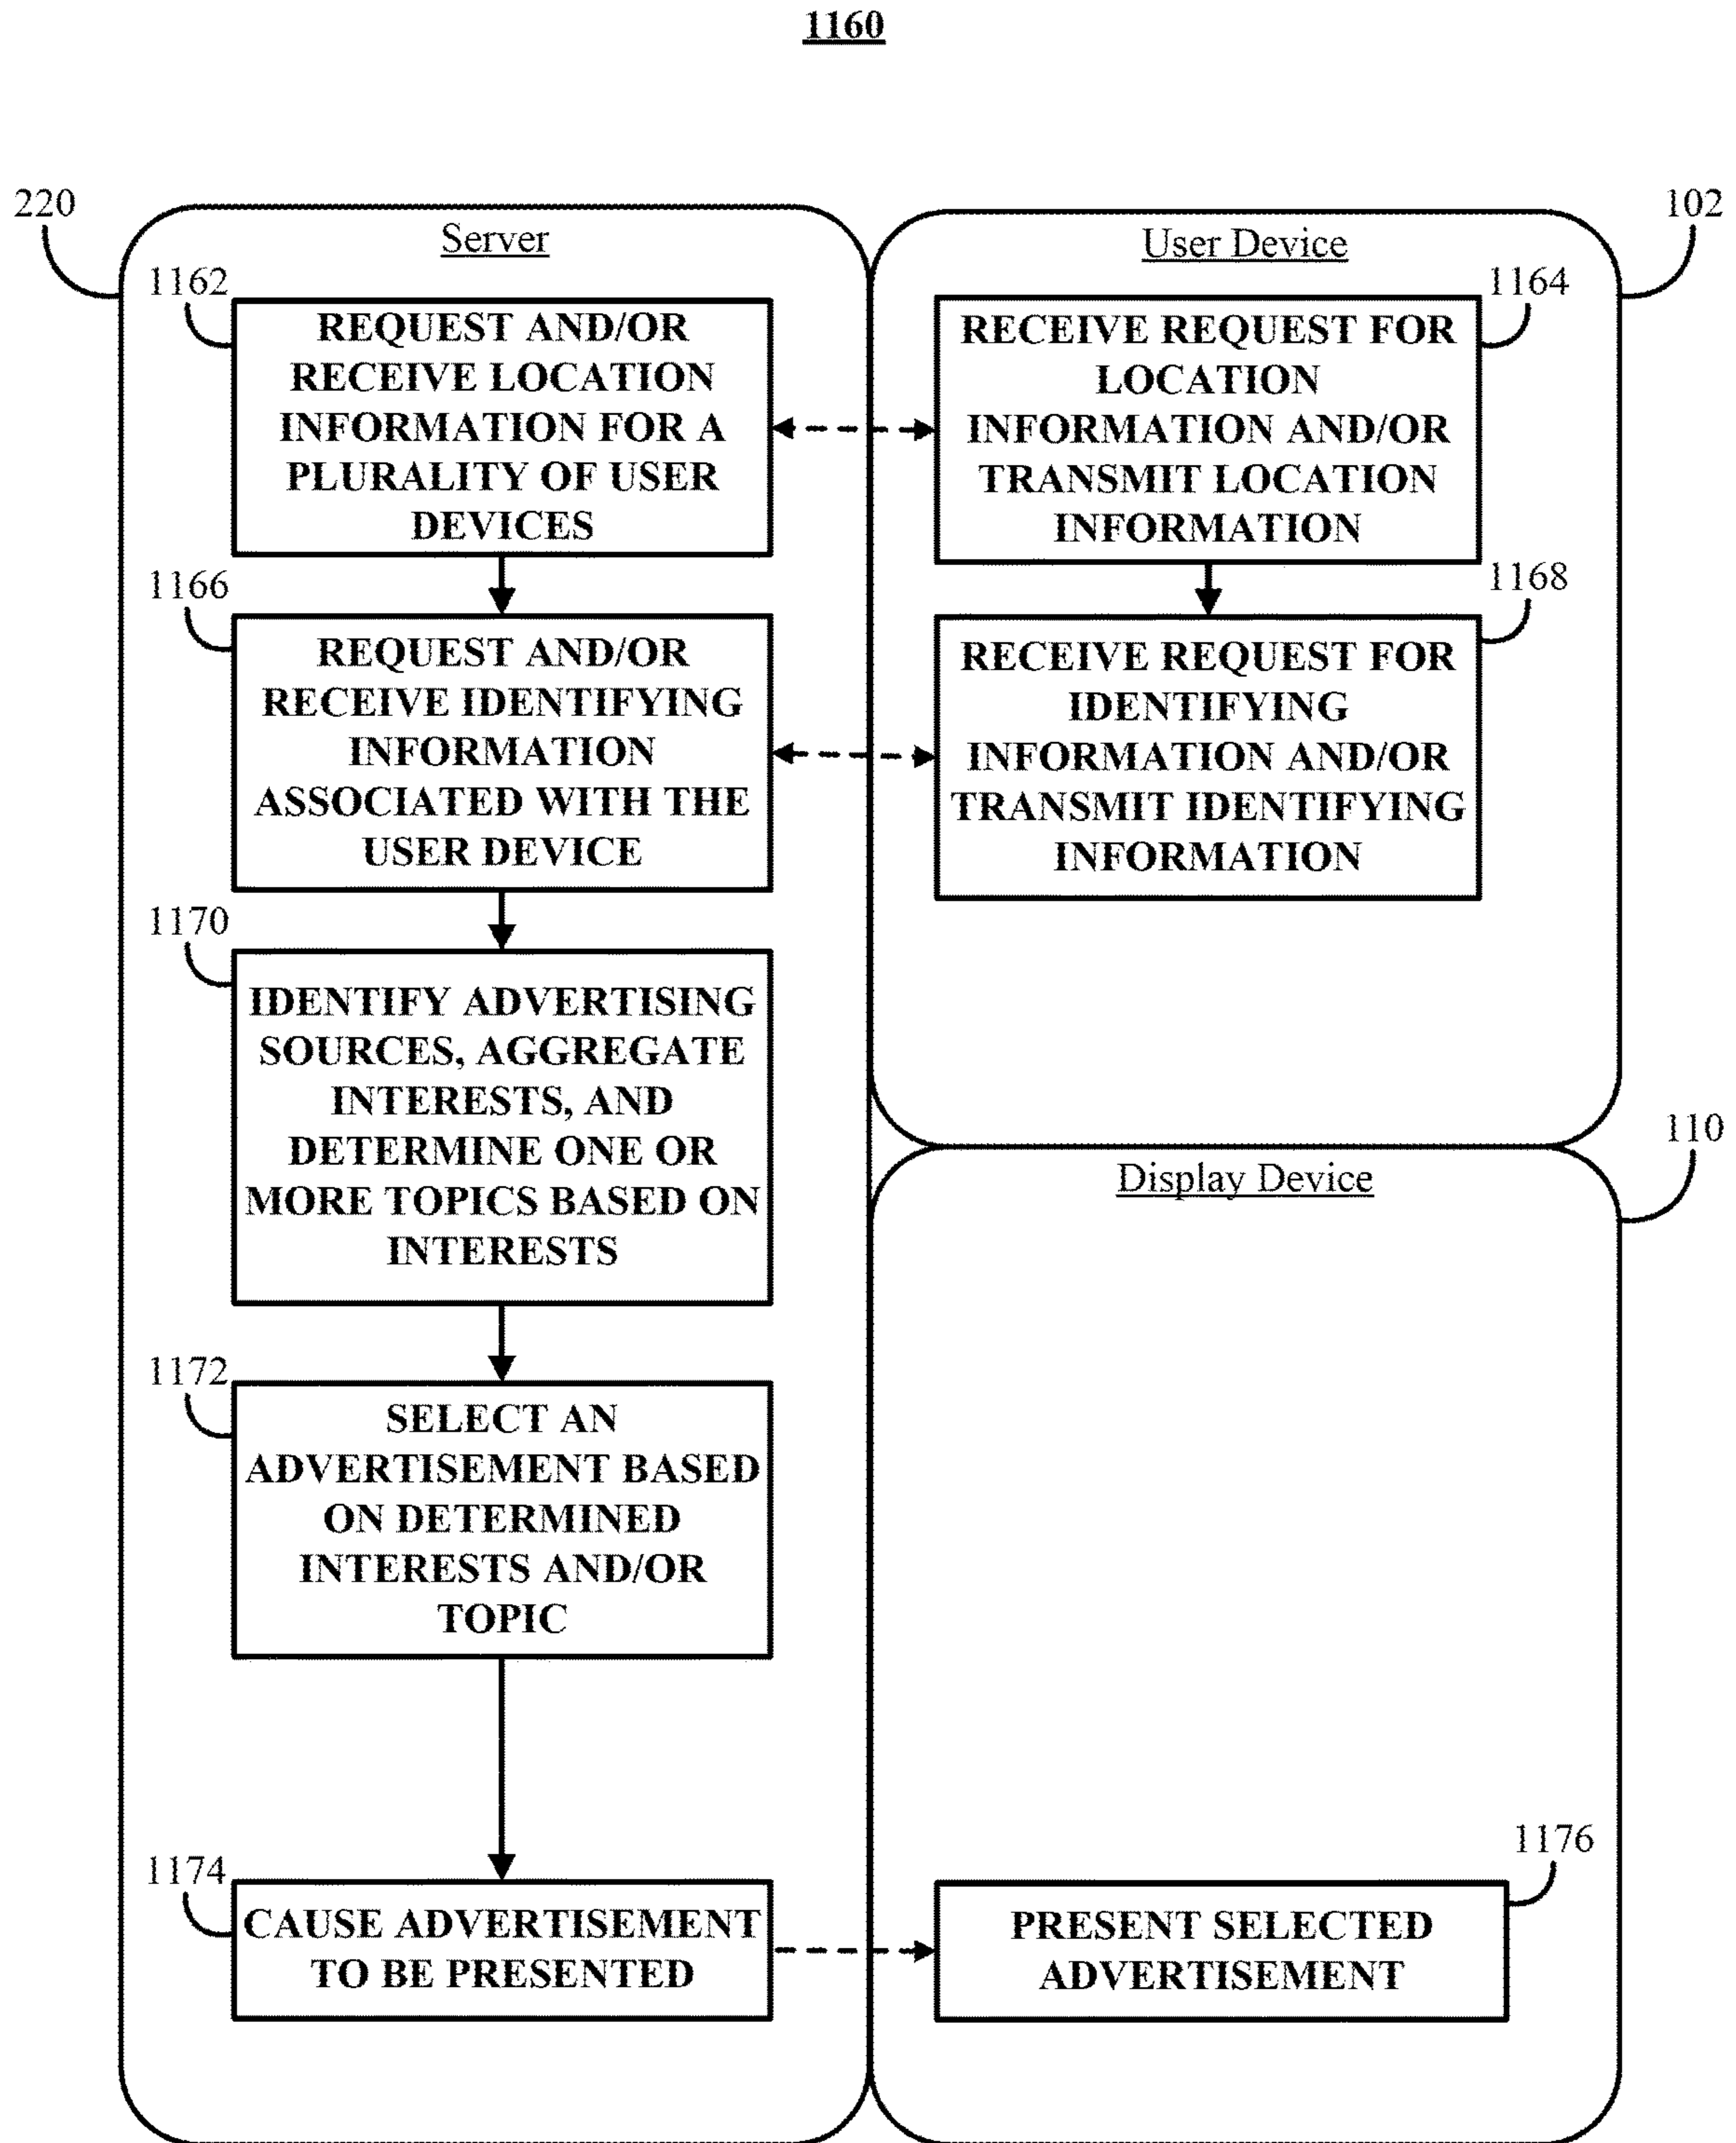 1160
220
Server
1162
REQUEST AND/OR
RECEIVE LOCATION
INFORMATION FOR A
PLURALITY OF USER
DEVICES
1166
REQUEST AND/OR
RECEIVE IDENTIFYING
INFORMATION
ASSOCIATED WITH THE
USER DEVICE
1170
IDENTIFY ADVERTISING
SOURCES, AGGREGATE
INTERESTS, AND
DETERMINE ONE OR
MORE TOPICS BASED ON
INTERESTS
1172
SELECT AN
ADVERTISEMENT BASED
ON DETERMINED
INTERESTS AND/OR
TOPIC
1174
CAUSE ADVERTISEMENT
TO BE PRESENTED
102
User Device
1164
RECEIVE REQUEST FOR
LOCATION
INFORMATION AND/OR
TRANSMIT LOCATION
INFORMATION
1168
RECEIVE REQUEST FOR
IDENTIFYING
INFORMATION AND/OR
TRANSMIT IDENTIFYING
INFORMATION
110
Display Device
1176
PRESENT SELECTED
ADVERTISEMENT